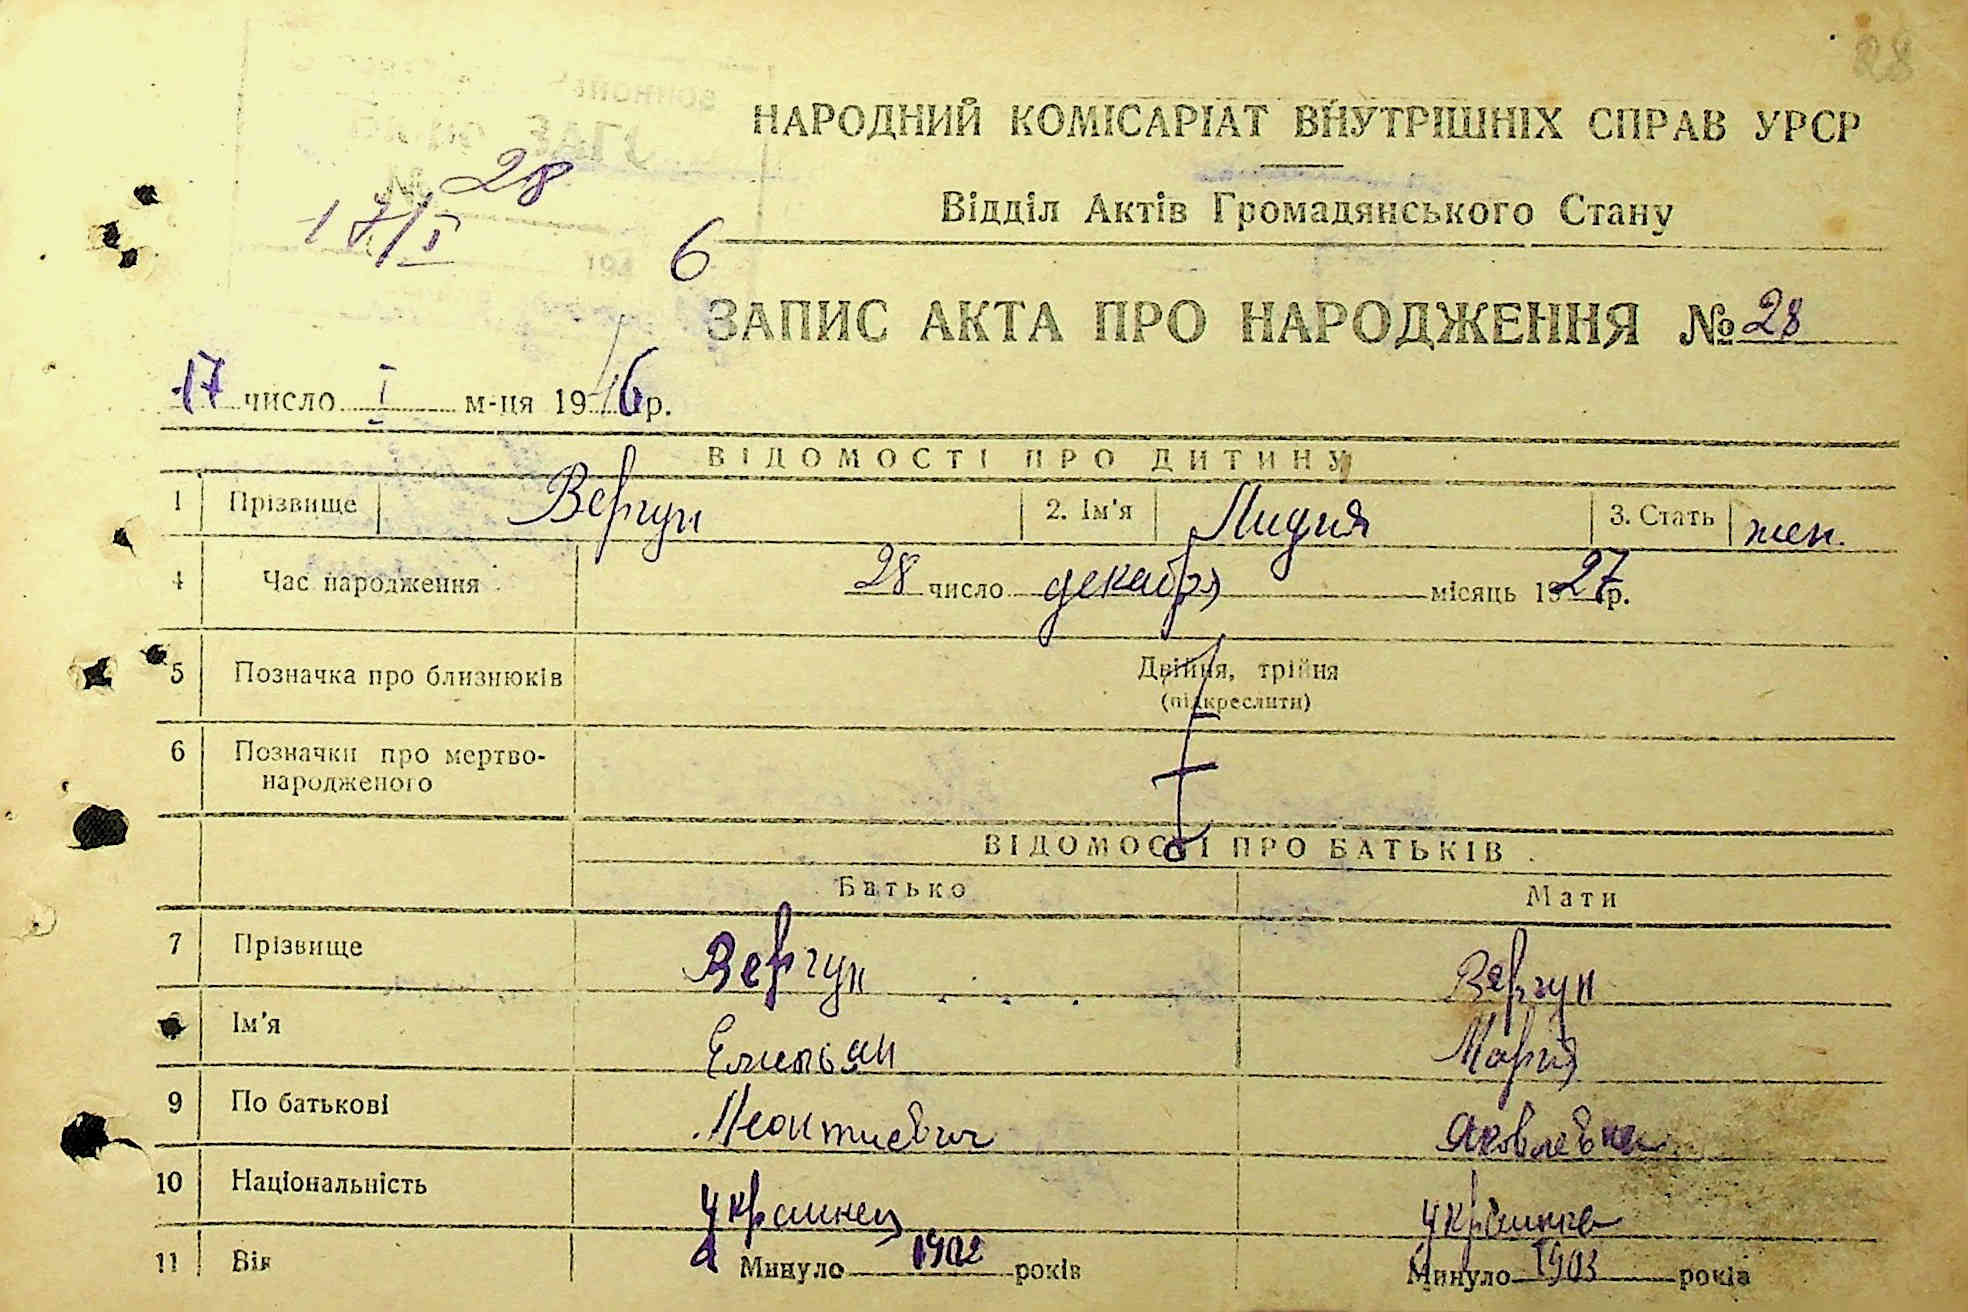 28
НАРОДНИЙ КОМІСАРІАТ ВНУТРІШНІХ СПРАВ УРСР
28
17/I
Відділ Актів Громадянського Стану
6
ЗАПИС АКТА ПРО НАРОДЖЕННЯ № 28
17 число I м-ця 1946 р.
ВІДОМОСТІ ПРО ДИТИНУ
1 Прізвище Вергун 2. Ім'я Лидия 3. Стать жен.
4 Час народження 28 число декабря місяць 1927 р.
5 Позначка про близнюків Двійня, трійня
(підкреслити)
6 Позначки про мертво-
народженого
ВІДОМОСТІ ПРО БАТЬКІВ
Батько Мати
7 Прізвище Вергун Вергун
8 Ім'я Емельян Мария
9 По батькові Леонтиевич Яковлевна
10 Національність украинец украинка
11 Вік Минуло 1902 років Минуло 1903 років